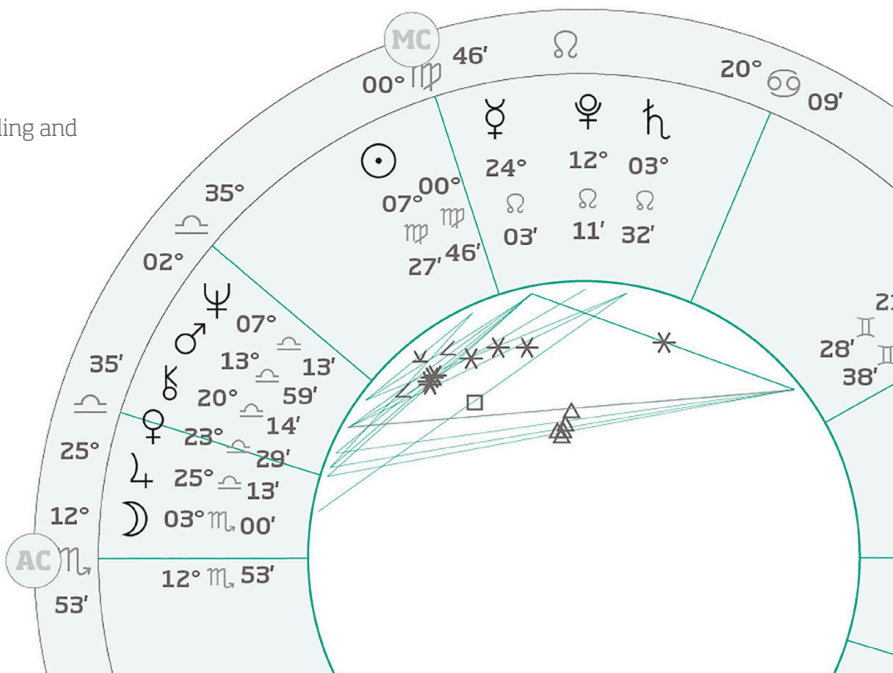 ling and
MC
46′
♌
00° ♍
20° ♋ 09′
☿ ♇ ♄
☉
24° 12° 03°
♌ ♌ ♌
03′ 11′ 32′
00°
07° ♍
♍ 46′
27′
35°
♎
02°
♆ 07° ♎ 13′
♂ 13° ♎ 59′
⚷ 20° ♎ 14′
♀ 23° ♎ 29′
♃ 25° ♎ 13′
☽ 03° ♏ 00′
35′
♎
25°
12°
AC ♏
53′
12° ♏ 53′
♊
28′ ♊
38′